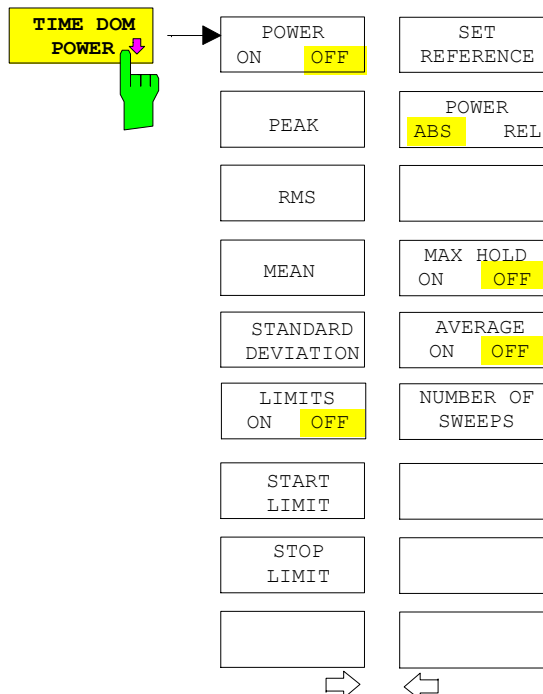 TIME DOM
POWER
POWER
ON OFF
PEAK
RMS
MEAN
STANDARD
DEVIATION
LIMITS
ON OFF
START
LIMIT
STOP
LIMIT
SET
REFERENCE
POWER
ABS REL
MAX HOLD
ON OFF
AVERAGE
ON OFF
NUMBER OF
SWEEPS